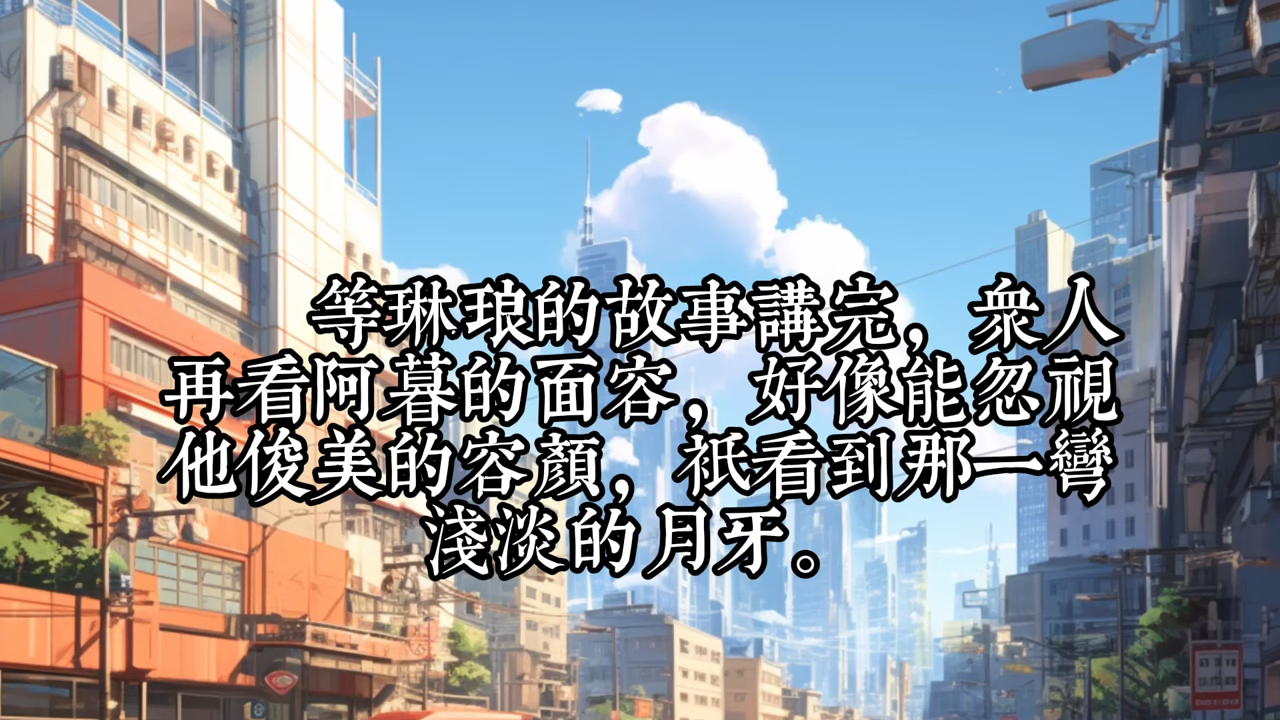 等琳琅的故事講完，衆人
再看阿暮的面容，好像能忽視
他俊美的容顏，衹看到那一彎
淺淡的月牙。